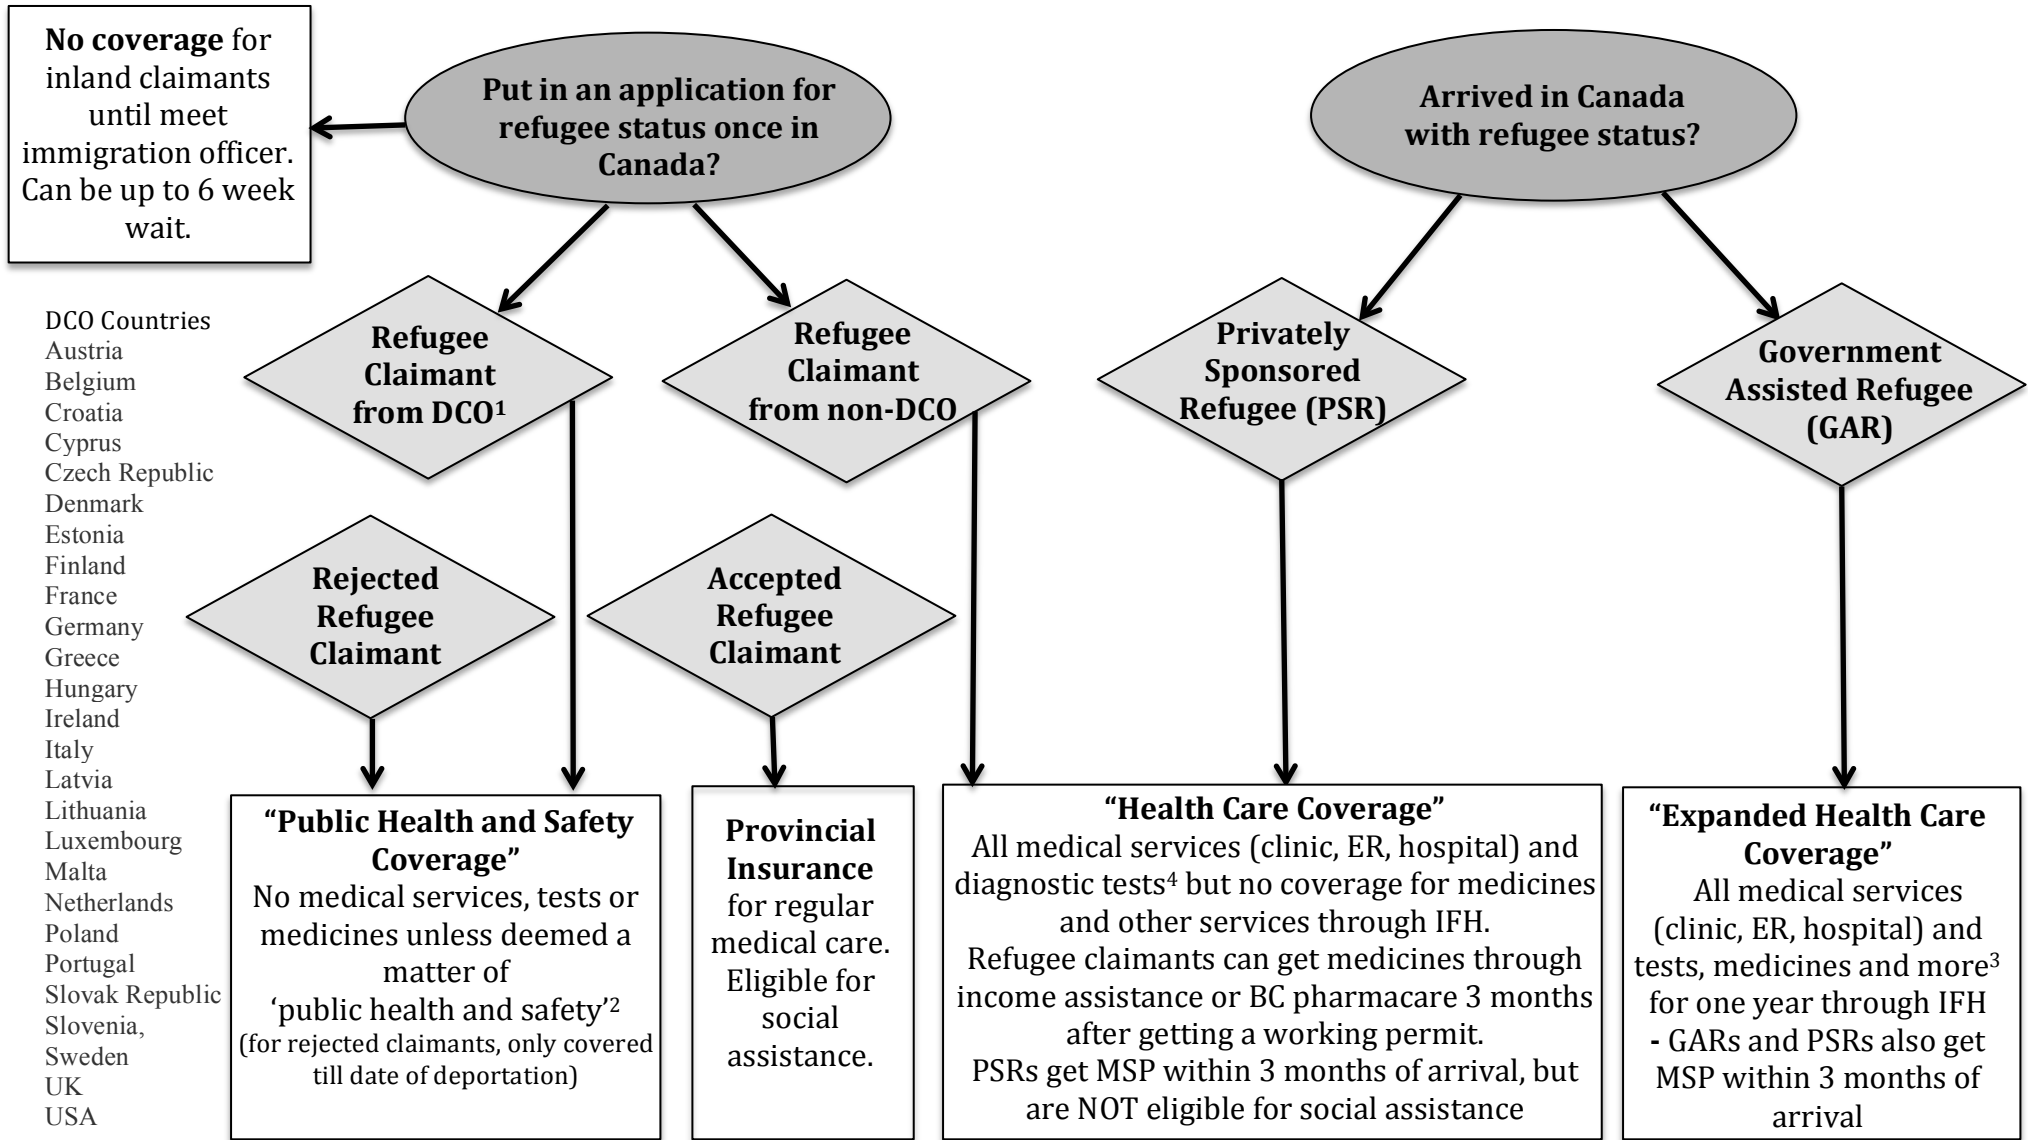 No coverage for
inland claimants
until meet
immigration officer.
Can be up to 6 week
wait.
Put in an application for
refugee status once in
Canada?
Arrived in Canada
with refugee status?
DCO Countries
Austria
Belgium
Croatia
Cyprus
Czech Republic
Denmark
Estonia
Finland
France
Germany
Greece
Hungary
Ireland
Italy
Latvia
Lithuania
Luxembourg
Malta
Netherlands
Poland
Portugal
Slovak Republic
Slovenia,
Sweden
UK
USA
Refugee
Claimant
from DCO¹
Refugee
Claimant
from non-DCO
Privately
Sponsored
Refugee (PSR)
Government
Assisted Refugee
(GAR)
Rejected
Refugee
Claimant
Accepted
Refugee
Claimant
“Public Health and Safety
Coverage”
No medical services, tests or
medicines unless deemed a
matter of
‘public health and safety’²
(for rejected claimants, only covered
till date of deportation)
Provincial
Insurance
for regular
medical care.
Eligible for
social
assistance.
“Health Care Coverage”
All medical services (clinic, ER, hospital) and
diagnostic tests⁴ but no coverage for medicines
and other services through IFH.
Refugee claimants can get medicines through
income assistance or BC pharmacare 3 months
after getting a working permit.
PSRs get MSP within 3 months of arrival, but
are NOT eligible for social assistance
“Expanded Health Care
Coverage”
All medical services
(clinic, ER, hospital) and
tests, medicines and more³
for one year through IFH
- GARs and PSRs also get
MSP within 3 months of
arrival